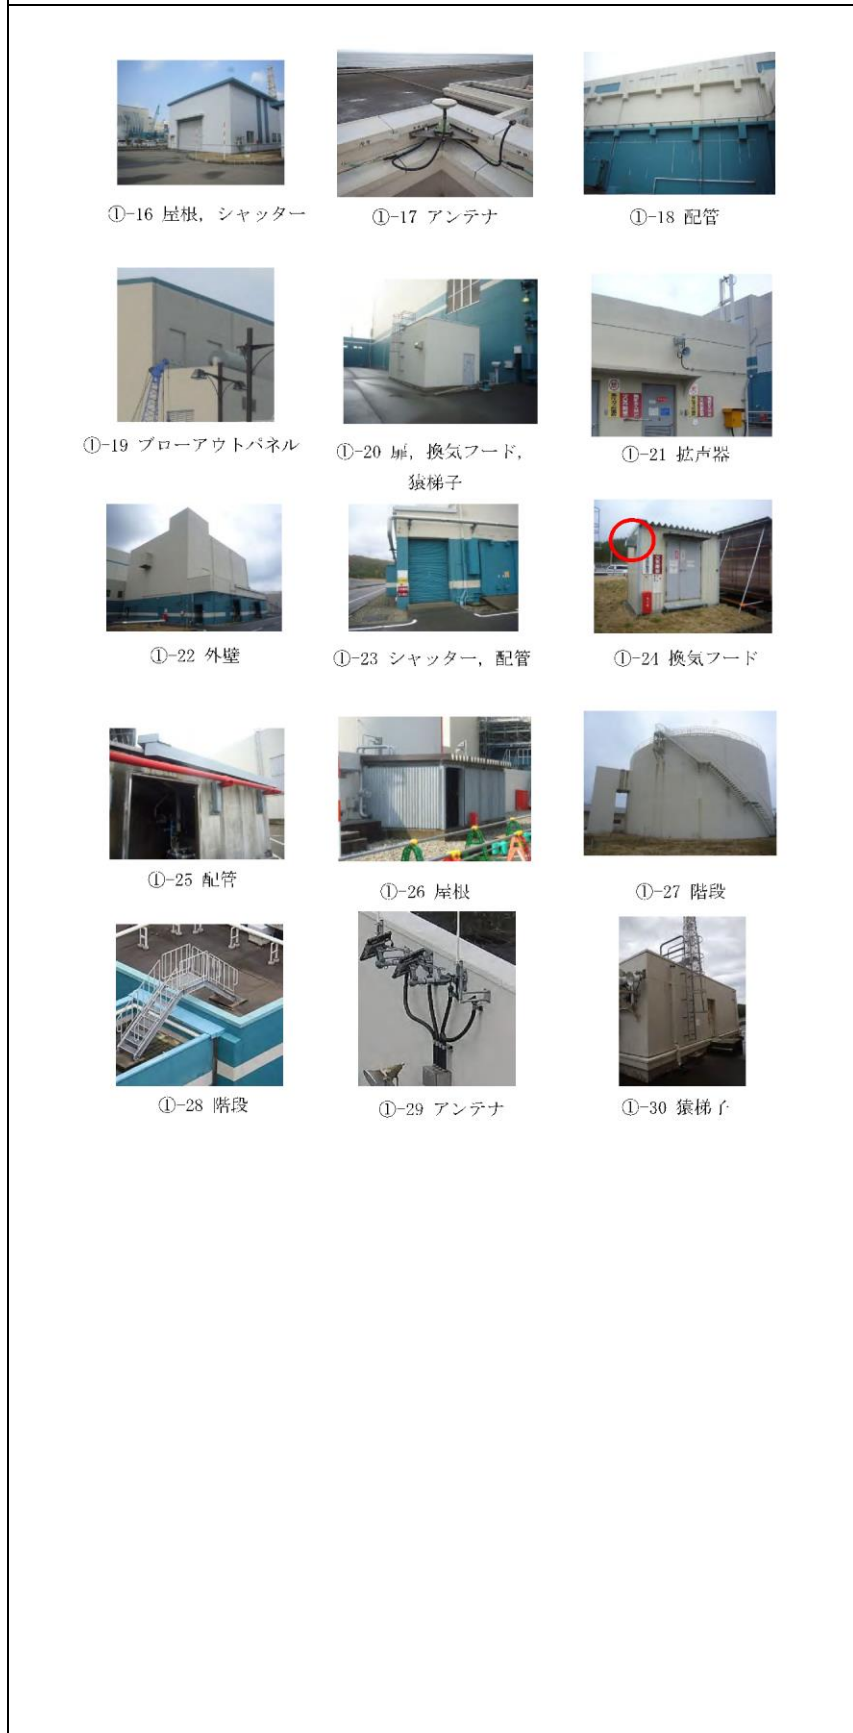 ①-16 屋根，シャッター
①-17 アンテナ
①-18 配管
①-19 ブローアウトパネル
①-20 扉，換気フード，
猿梯子
①-21 拡声器
①-22 外壁
①-23 シャッター，配管
①-24 換気フード
①-25 配管
①-26 屋根
①-27 階段
①-28 階段
①-29 アンテナ
①-30 猿梯子